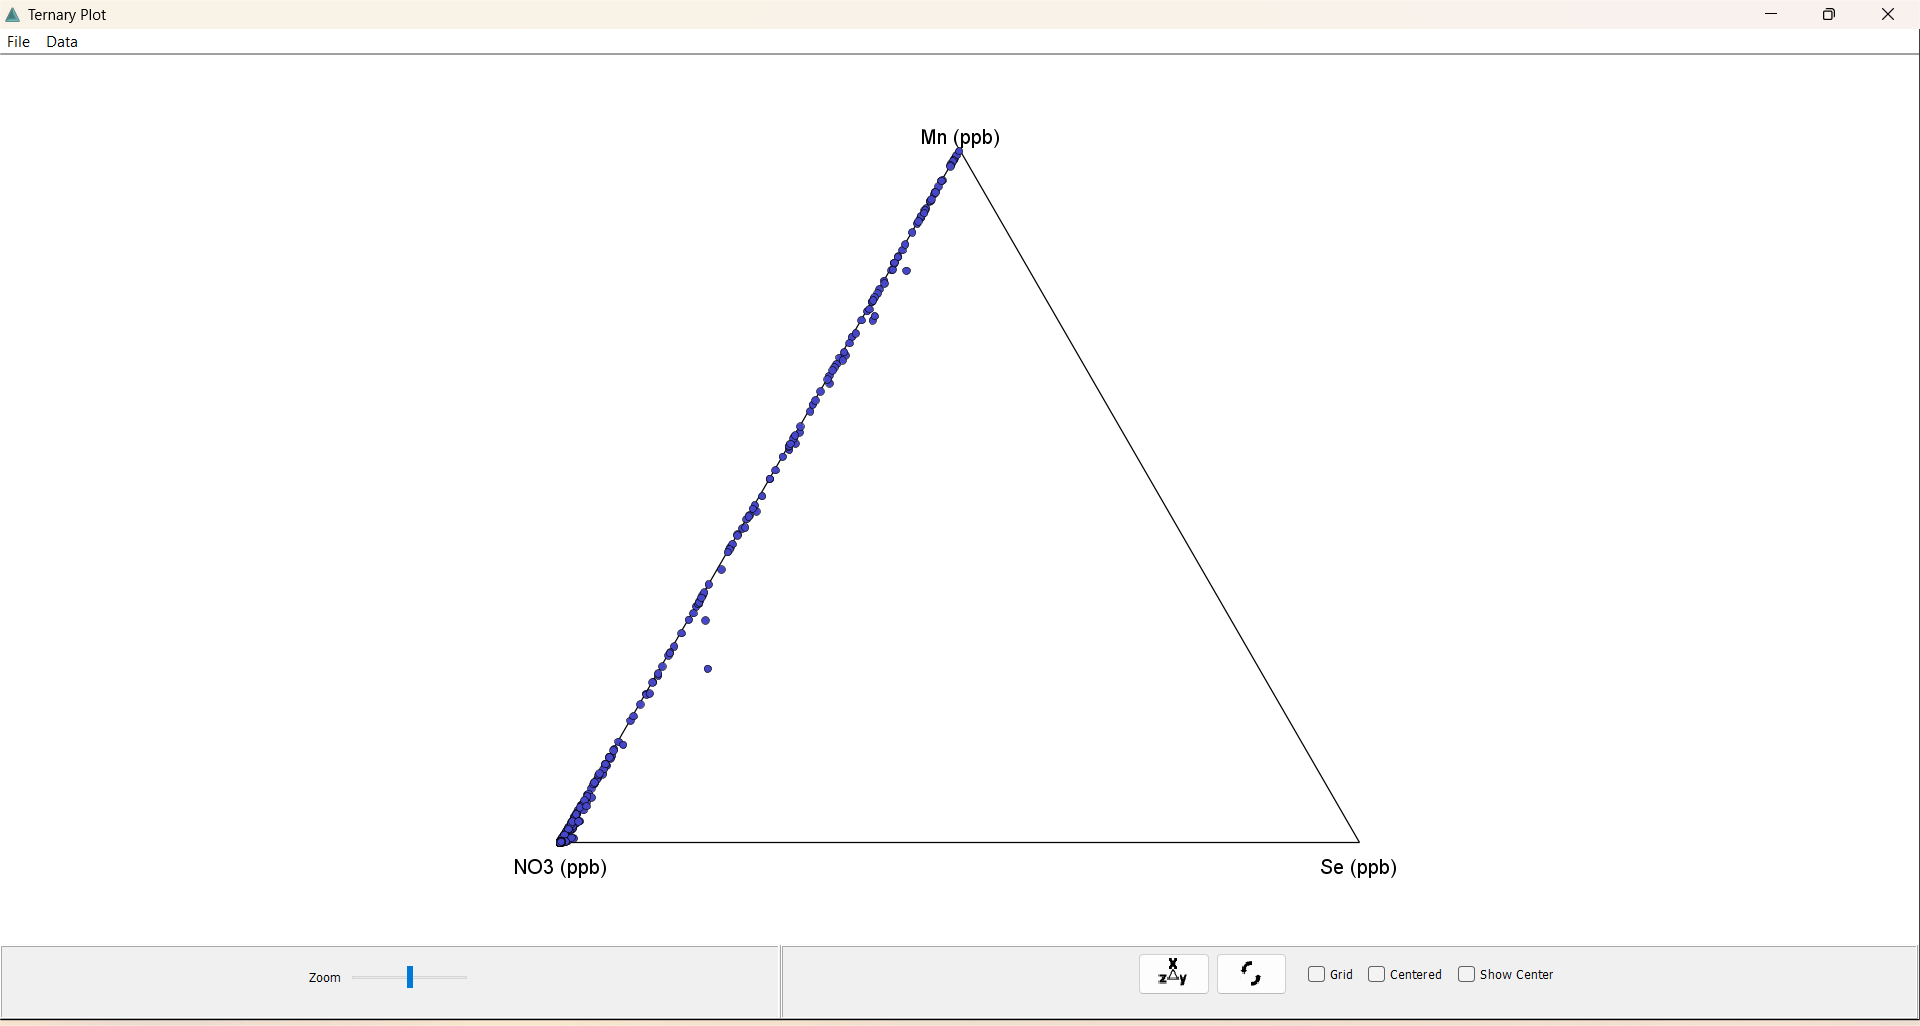 Ternary Plot
File Data
Mn (ppb)
NO3 (ppb)
Se (ppb)
Zoom
X
z y
Grid
Centered
Show Center